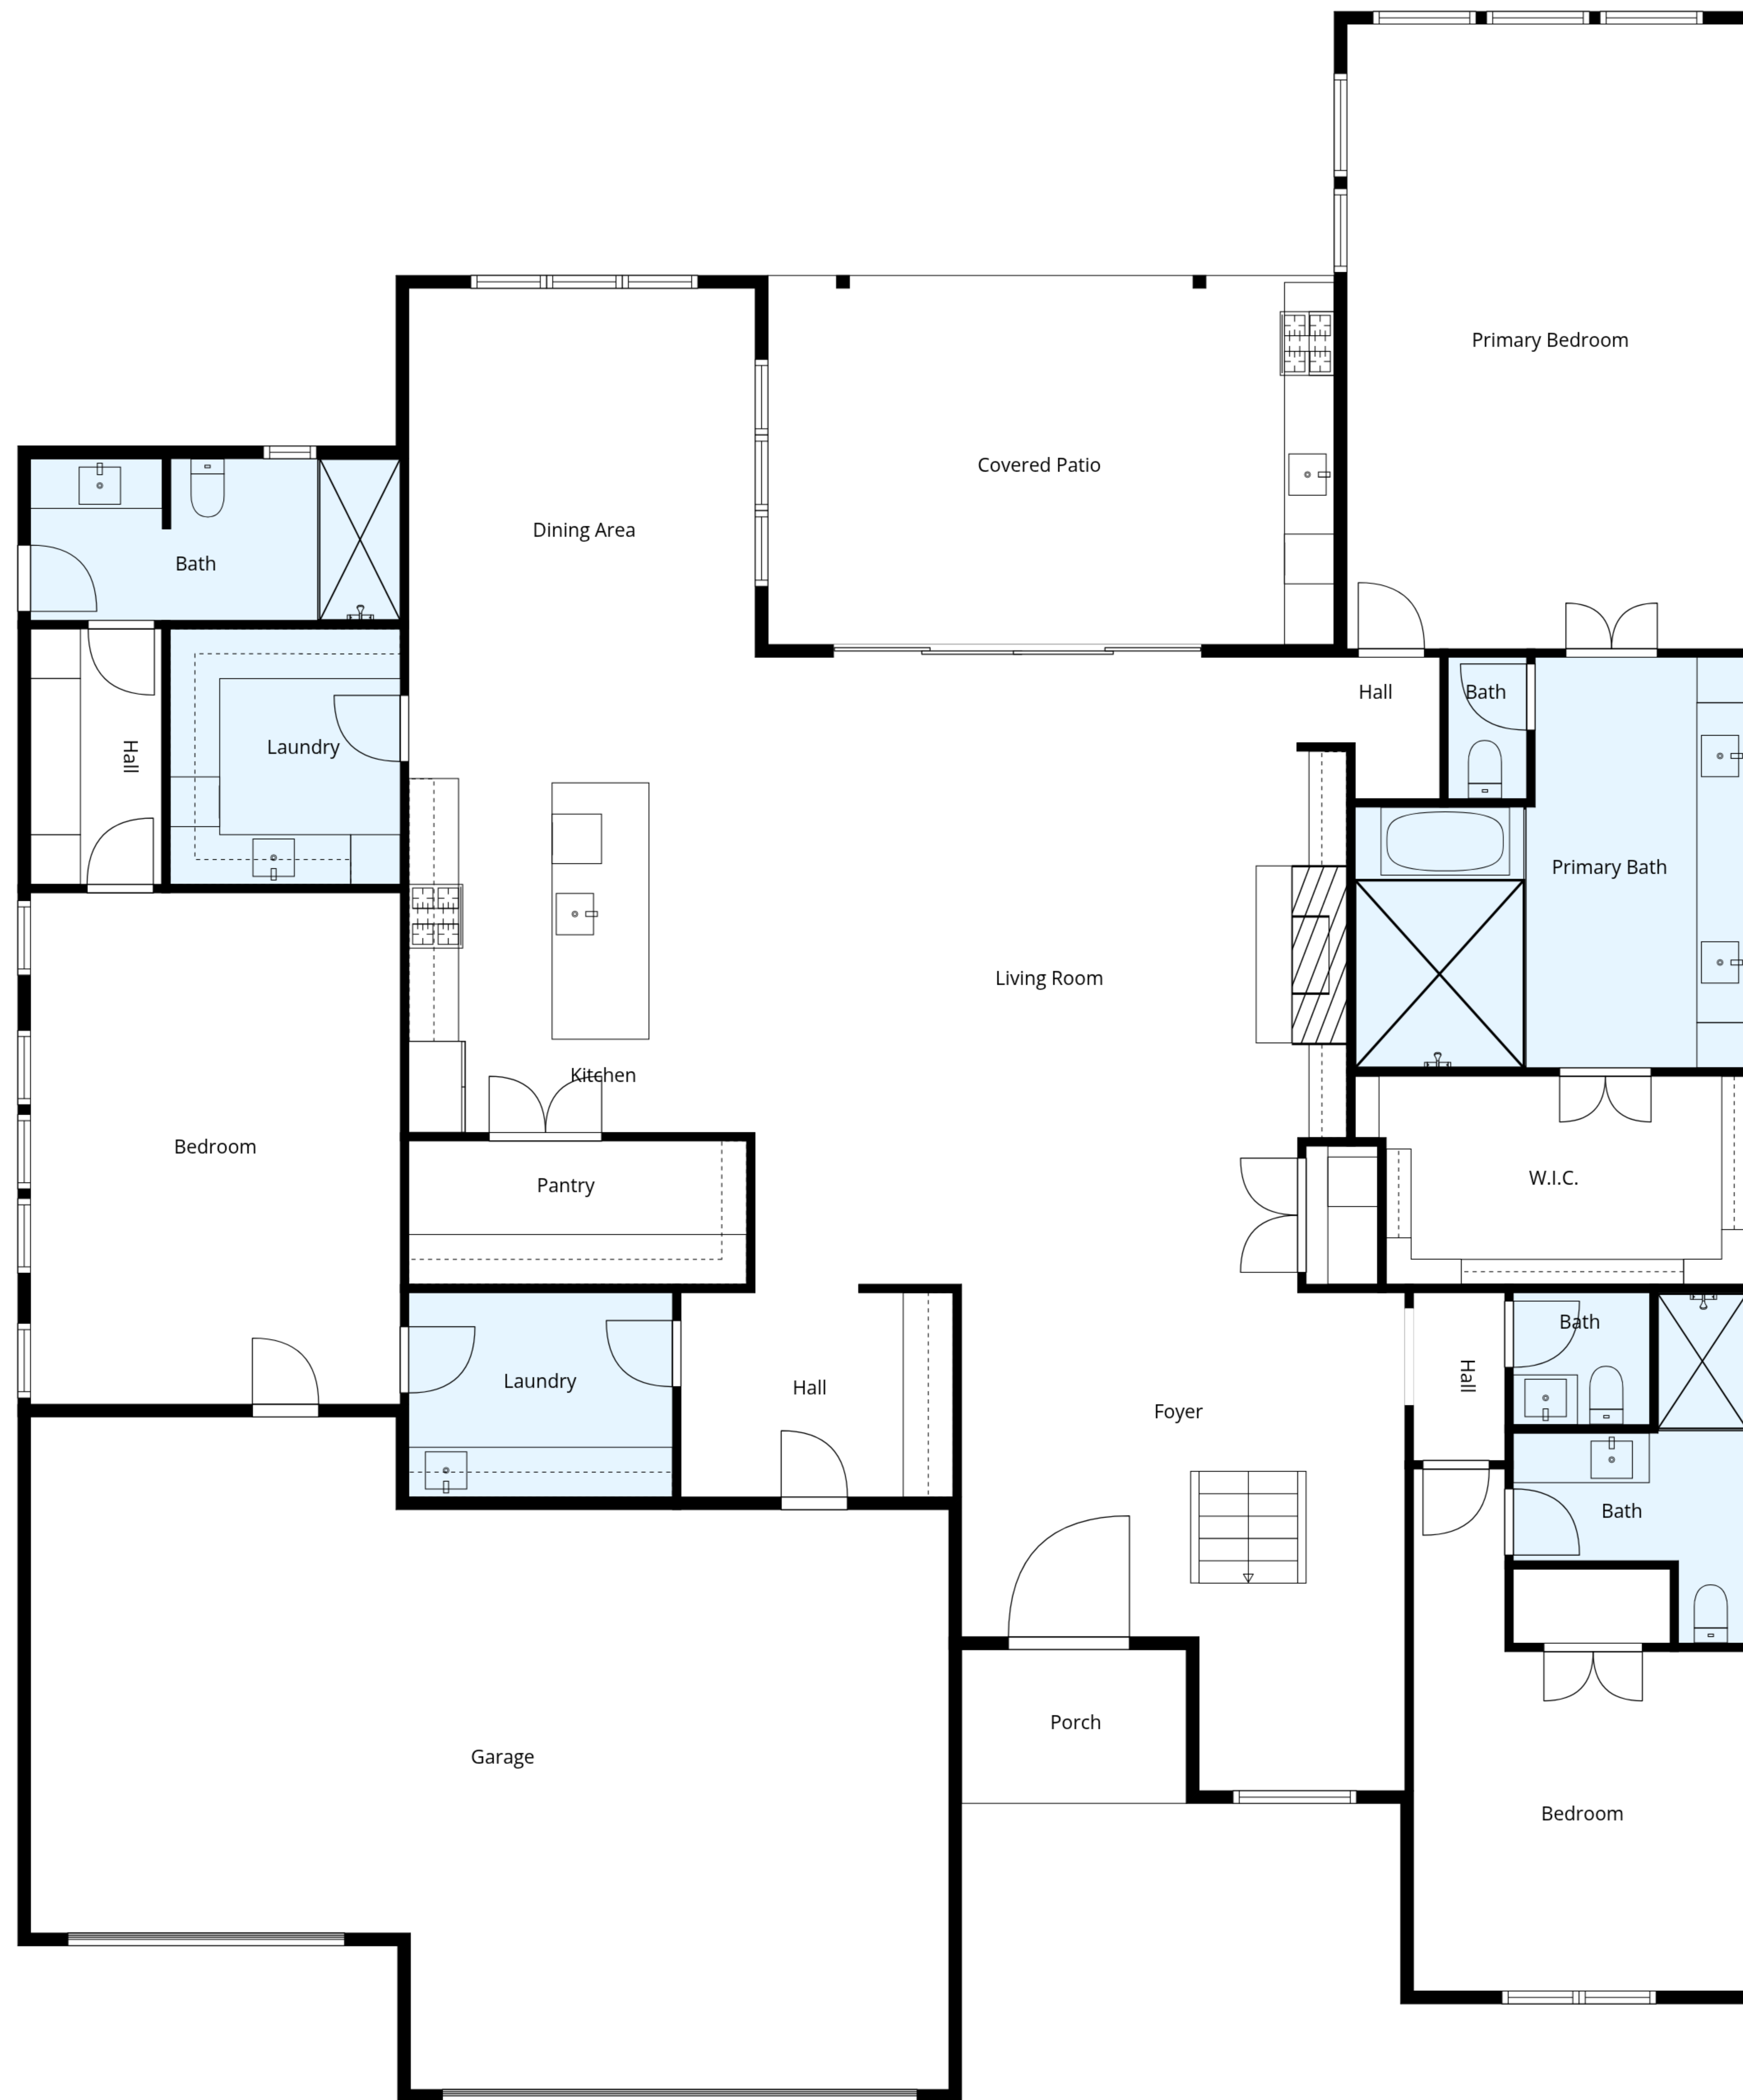 Primary Bedroom
Covered Patio
Dining Area
Bath
Hall
Bath
Hall
Laundry
Primary Bath
Living Room
Kitchen
Bedroom
W.I.C.
Pantry
Bath
Hall
Laundry
Hall
Foyer
Bath
Porch
Garage
Bedroom